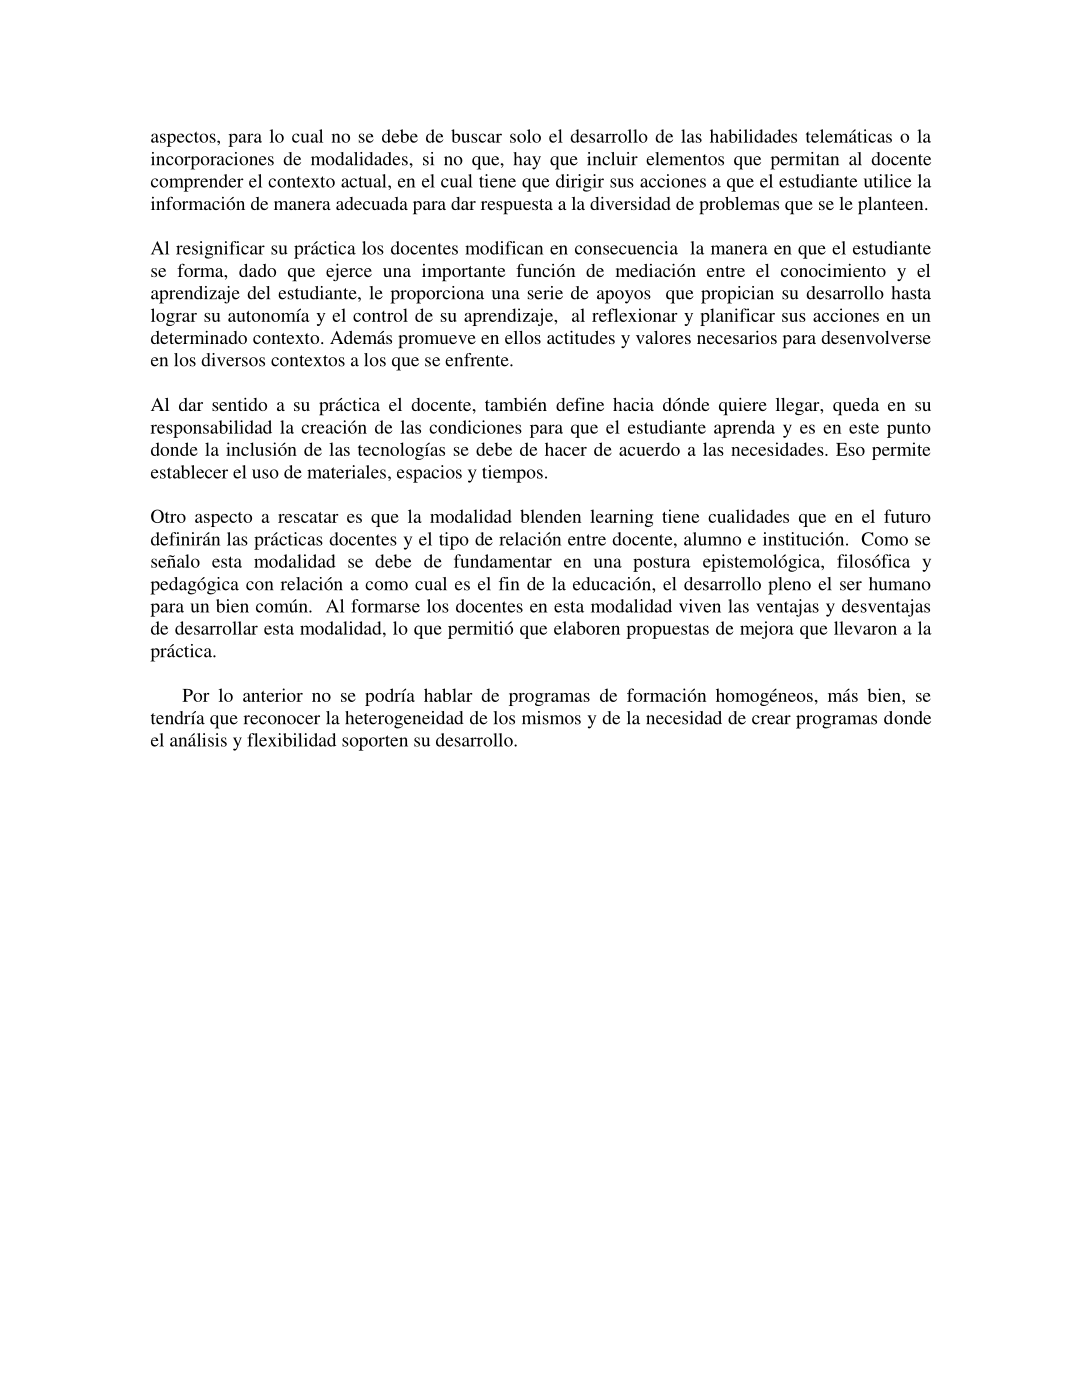 aspectos, para lo cual no se debe de buscar solo el desarrollo de las habilidades telemáticas o la
incorporaciones de modalidades, si no que, hay que incluir elementos que permitan al docente
comprender el contexto actual, en el cual tiene que dirigir sus acciones a que el estudiante utilice la
información de manera adecuada para dar respuesta a la diversidad de problemas que se le planteen.
Al resignificar su práctica los docentes modifican en consecuencia la manera en que el estudiante
se forma, dado que ejerce una importante función de mediación entre el conocimiento y el
aprendizaje del estudiante, le proporciona una serie de apoyos que propician su desarrollo hasta
lograr su autonomía y el control de su aprendizaje, al reflexionar y planificar sus acciones en un
determinado contexto. Además promueve en ellos actitudes y valores necesarios para desenvolverse
en los diversos contextos a los que se enfrente.
Al dar sentido a su práctica el docente, también define hacia dónde quiere llegar, queda en su
responsabilidad la creación de las condiciones para que el estudiante aprenda y es en este punto
donde la inclusión de las tecnologías se debe de hacer de acuerdo a las necesidades. Eso permite
establecer el uso de materiales, espacios y tiempos.
Otro aspecto a rescatar es que la modalidad blenden learning tiene cualidades que en el futuro
definirán las prácticas docentes y el tipo de relación entre docente, alumno e institución. Como se
señalo esta modalidad se debe de fundamentar en una postura epistemológica, filosófica y
pedagógica con relación a como cual es el fin de la educación, el desarrollo pleno el ser humano
para un bien común. Al formarse los docentes en esta modalidad viven las ventajas y desventajas
de desarrollar esta modalidad, lo que permitió que elaboren propuestas de mejora que llevaron a la
práctica.
Por lo anterior no se podría hablar de programas de formación homogéneos, más bien, se
tendría que reconocer la heterogeneidad de los mismos y de la necesidad de crear programas donde
el análisis y flexibilidad soporten su desarrollo.